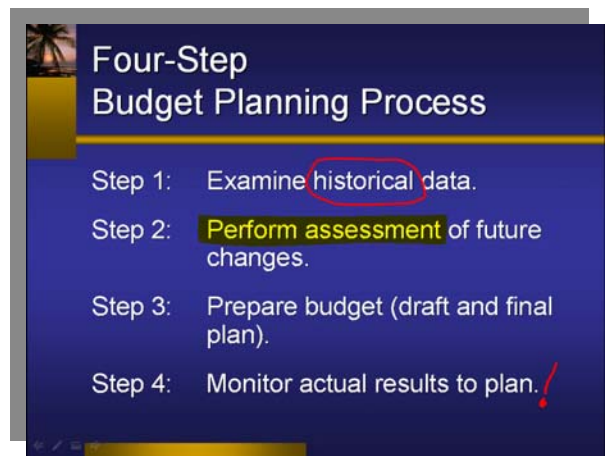 Four-Step
Budget Planning Process
Step 1: Examine historical data.
Step 2: Perform assessment of future
changes.
Step 3: Prepare budget (draft and final
plan).
Step 4: Monitor actual results to plan.!